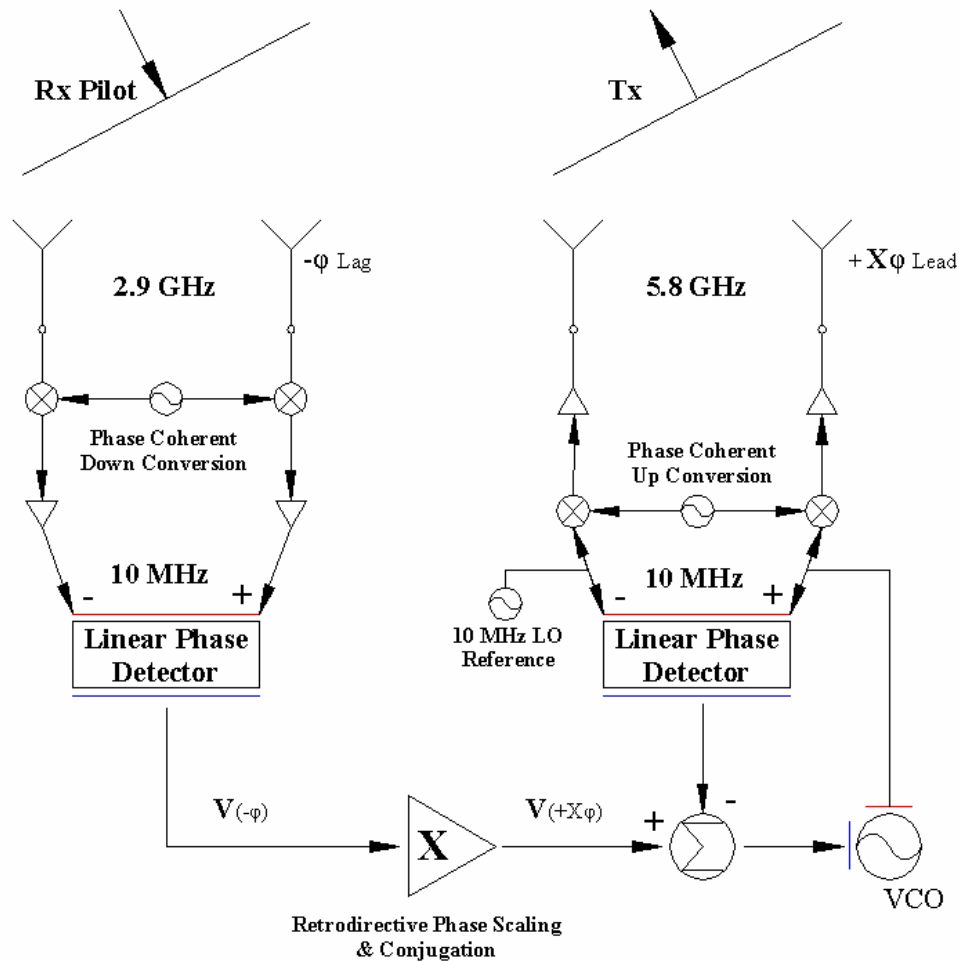 Rx Pilot
Tx
-φ Lag
+Xφ Lead
2.9 GHz
5.8 GHz
Phase Coherent
Down Conversion
Phase Coherent
Up Conversion
10 MHz
10 MHz
- +
- +
Linear Phase
Detector
10 MHz LO
Reference
Linear Phase
Detector
V(-φ)
X
V(+Xφ)
+
-
Σ
VCO
Retrodirective Phase Scaling
& Conjugation